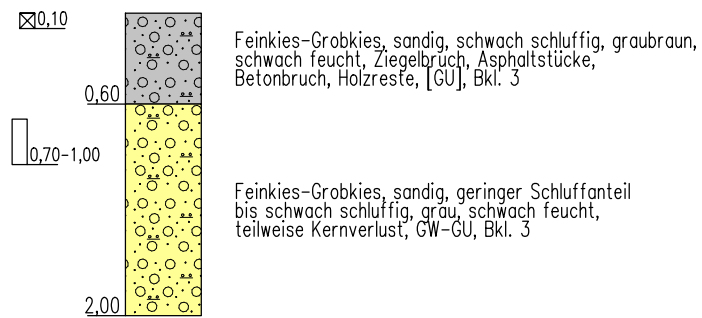 0,10
Feinkies-Grobkies, sandig, schwach schluffig, graubraun,
schwach feucht, Ziegelbruch, Asphaltstücke,
Betonbruch, Holzreste, [GU], Bkl. 3
0,60
0,70-1,00
Feinkies-Grobkies, sandig, geringer Schluffanteil
bis schwach schluffig, grau, schwach feucht,
teilweise Kernverlust, GW-GU, Bkl. 3
2,00